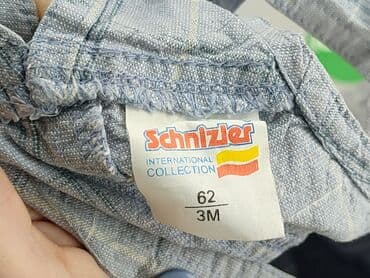 Schnizler
INTERNATIONAL
COLLECTION
62
3M